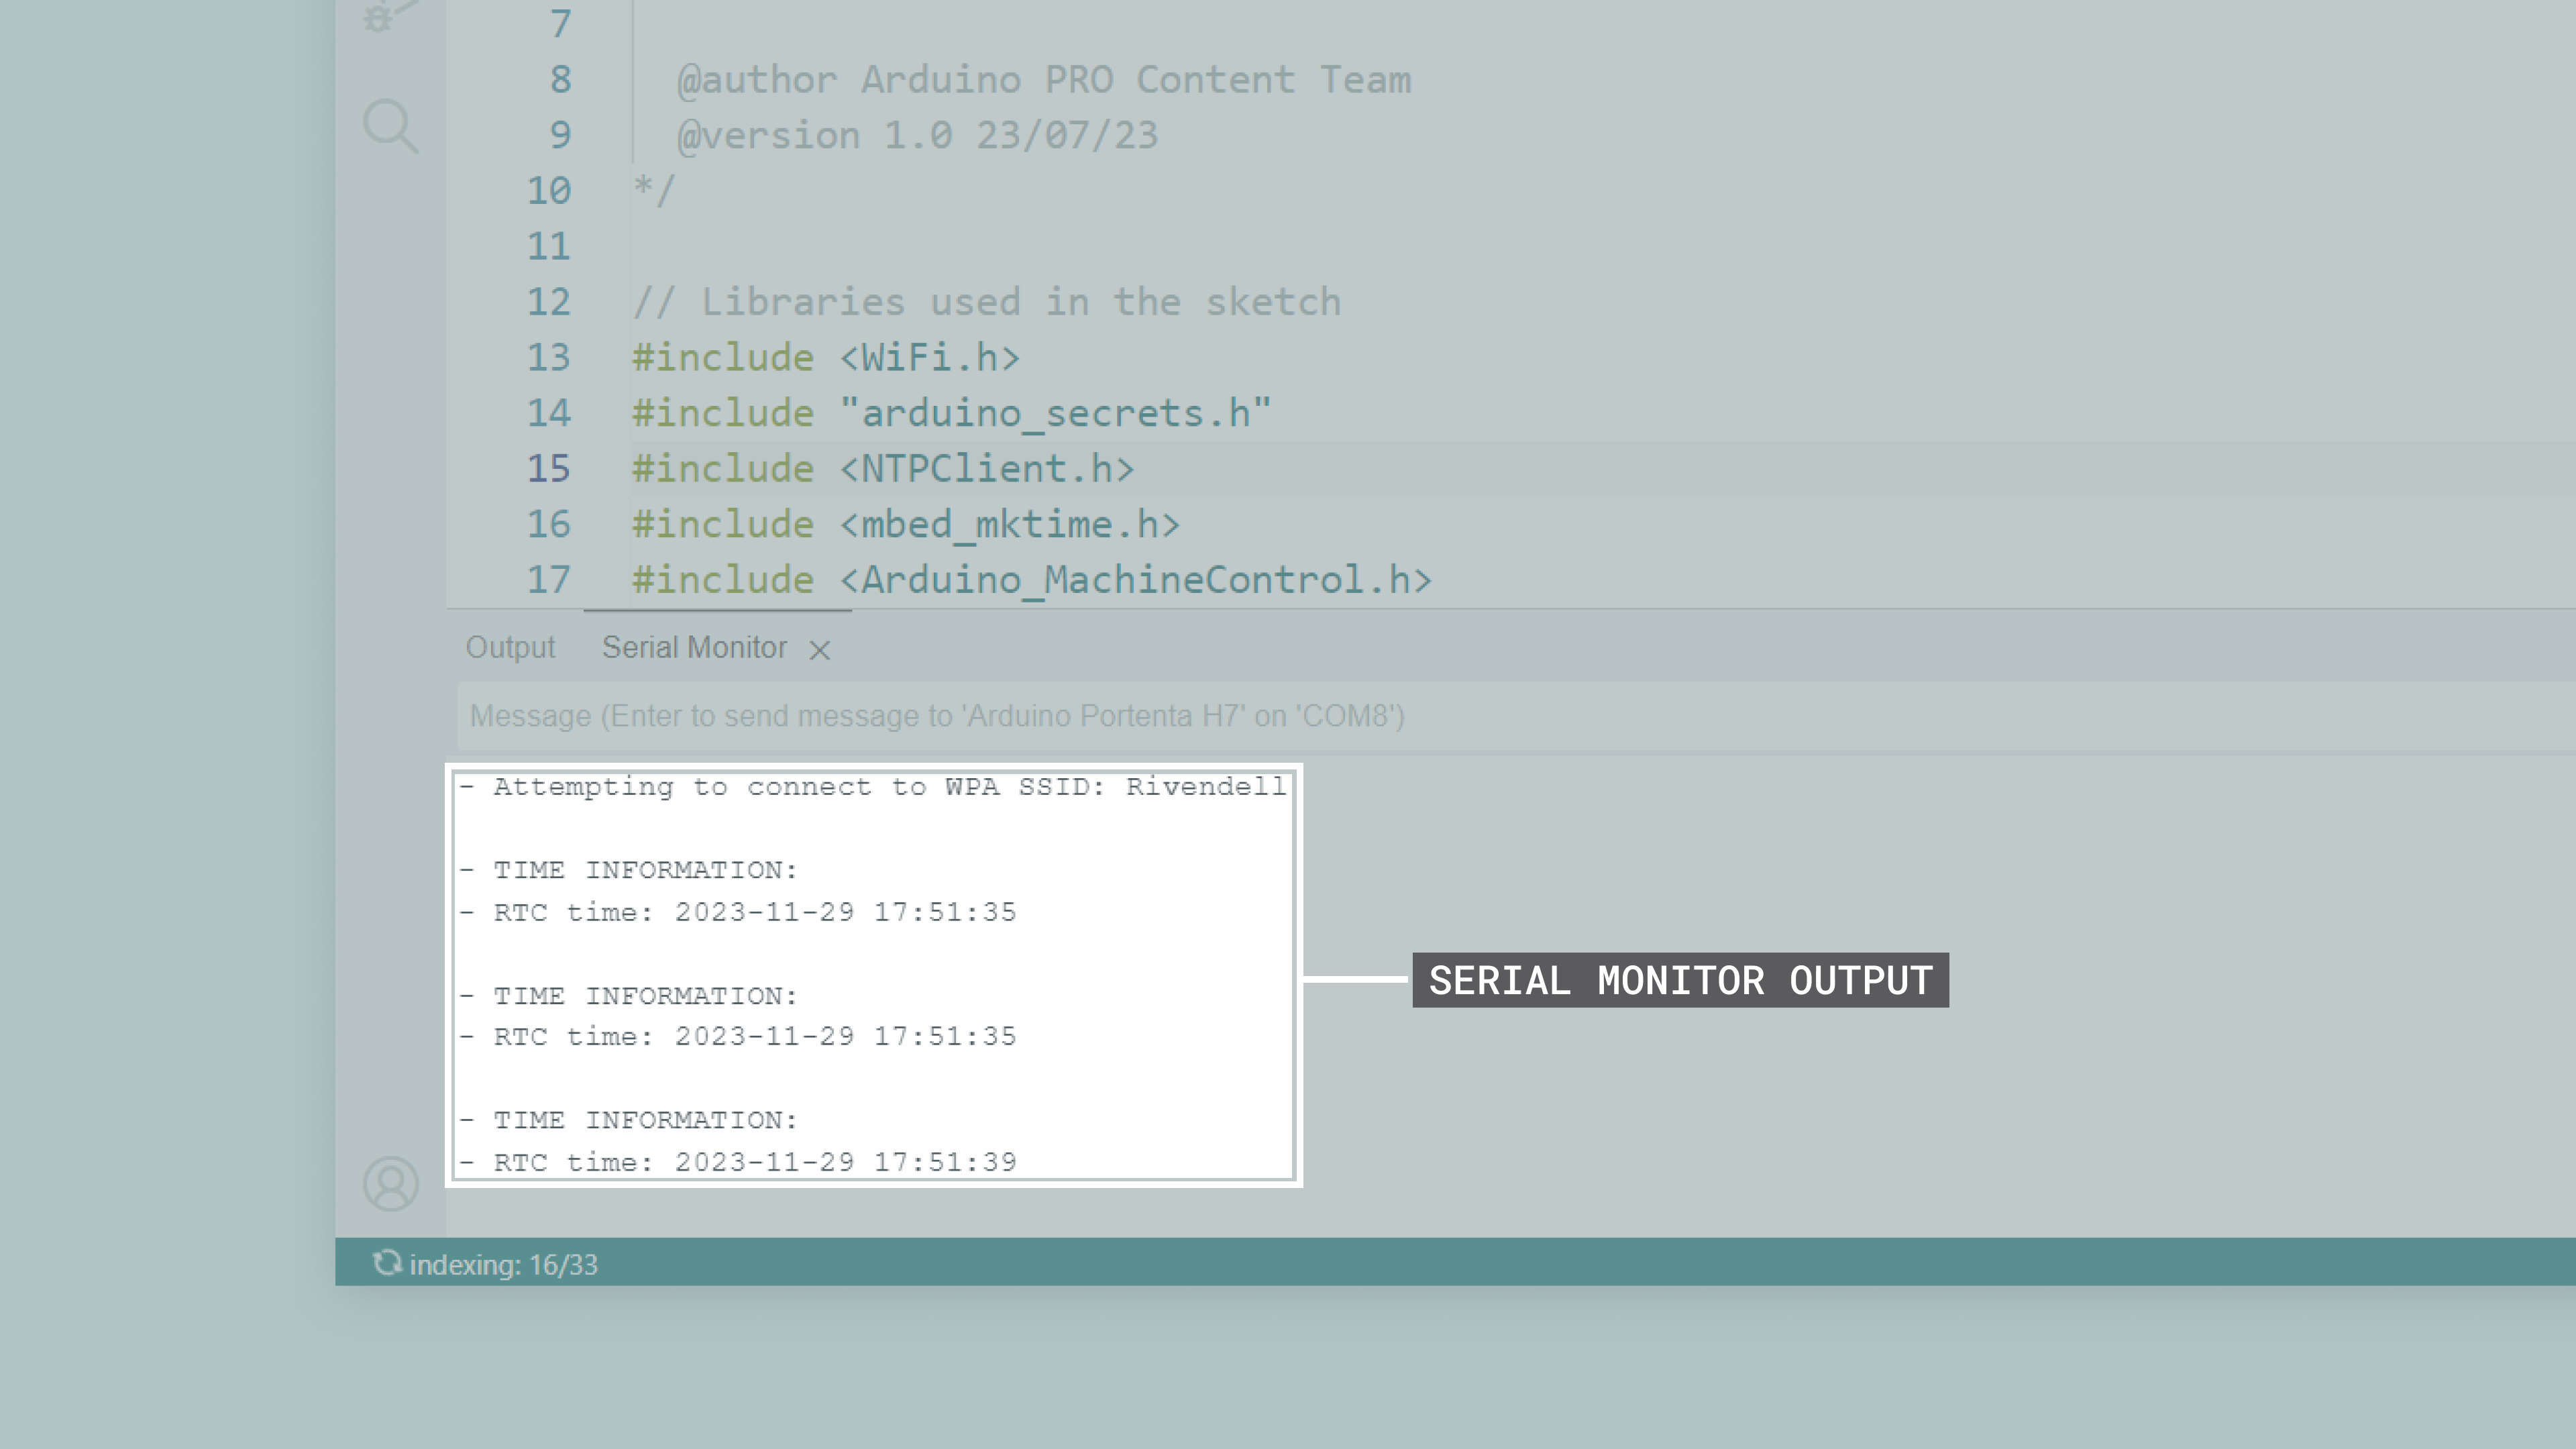 7
8 @author Arduino PRO Content Team
9 @version 1.0 23/07/23
10 */
11
12 // Libraries used in the sketch
13 #include <WiFi.h>
14 #include "arduino_secrets.h"
15 #include <NTPClient.h>
16 #include <mbed_mktime.h>
17 #include <Arduino_MachineControl.h>
Output Serial Monitor
Message (Enter to send message to 'Arduino Portenta H7' on 'COM8')
- Attempting to connect to WPA SSID: Rivendell
- TIME INFORMATION:
- RTC time: 2023-11-29 17:51:35
- TIME INFORMATION:
- RTC time: 2023-11-29 17:51:35
- TIME INFORMATION:
- RTC time: 2023-11-29 17:51:39
SERIAL MONITOR OUTPUT
indexing: 16/33